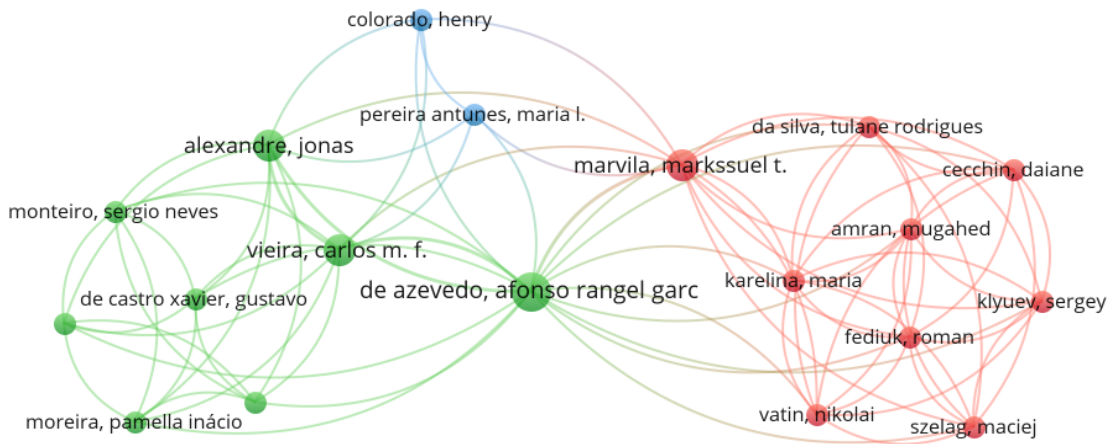 colorado, henry
pereira antunes, maria l.
da silva, tulane rodrigues
alexandre, jonas
marvila, markssuel t.
cecchin, daiane
monteiro, sergio neves
amran, mugahed
vieira, carlos m. f.
karelina, maria
de azevedo, afonso rangel garc
de castro xavier, gustavo
klyuev, sergey
fediuk, roman
vatin, nikolai
moreira, pamella inácio
szelag, maciej